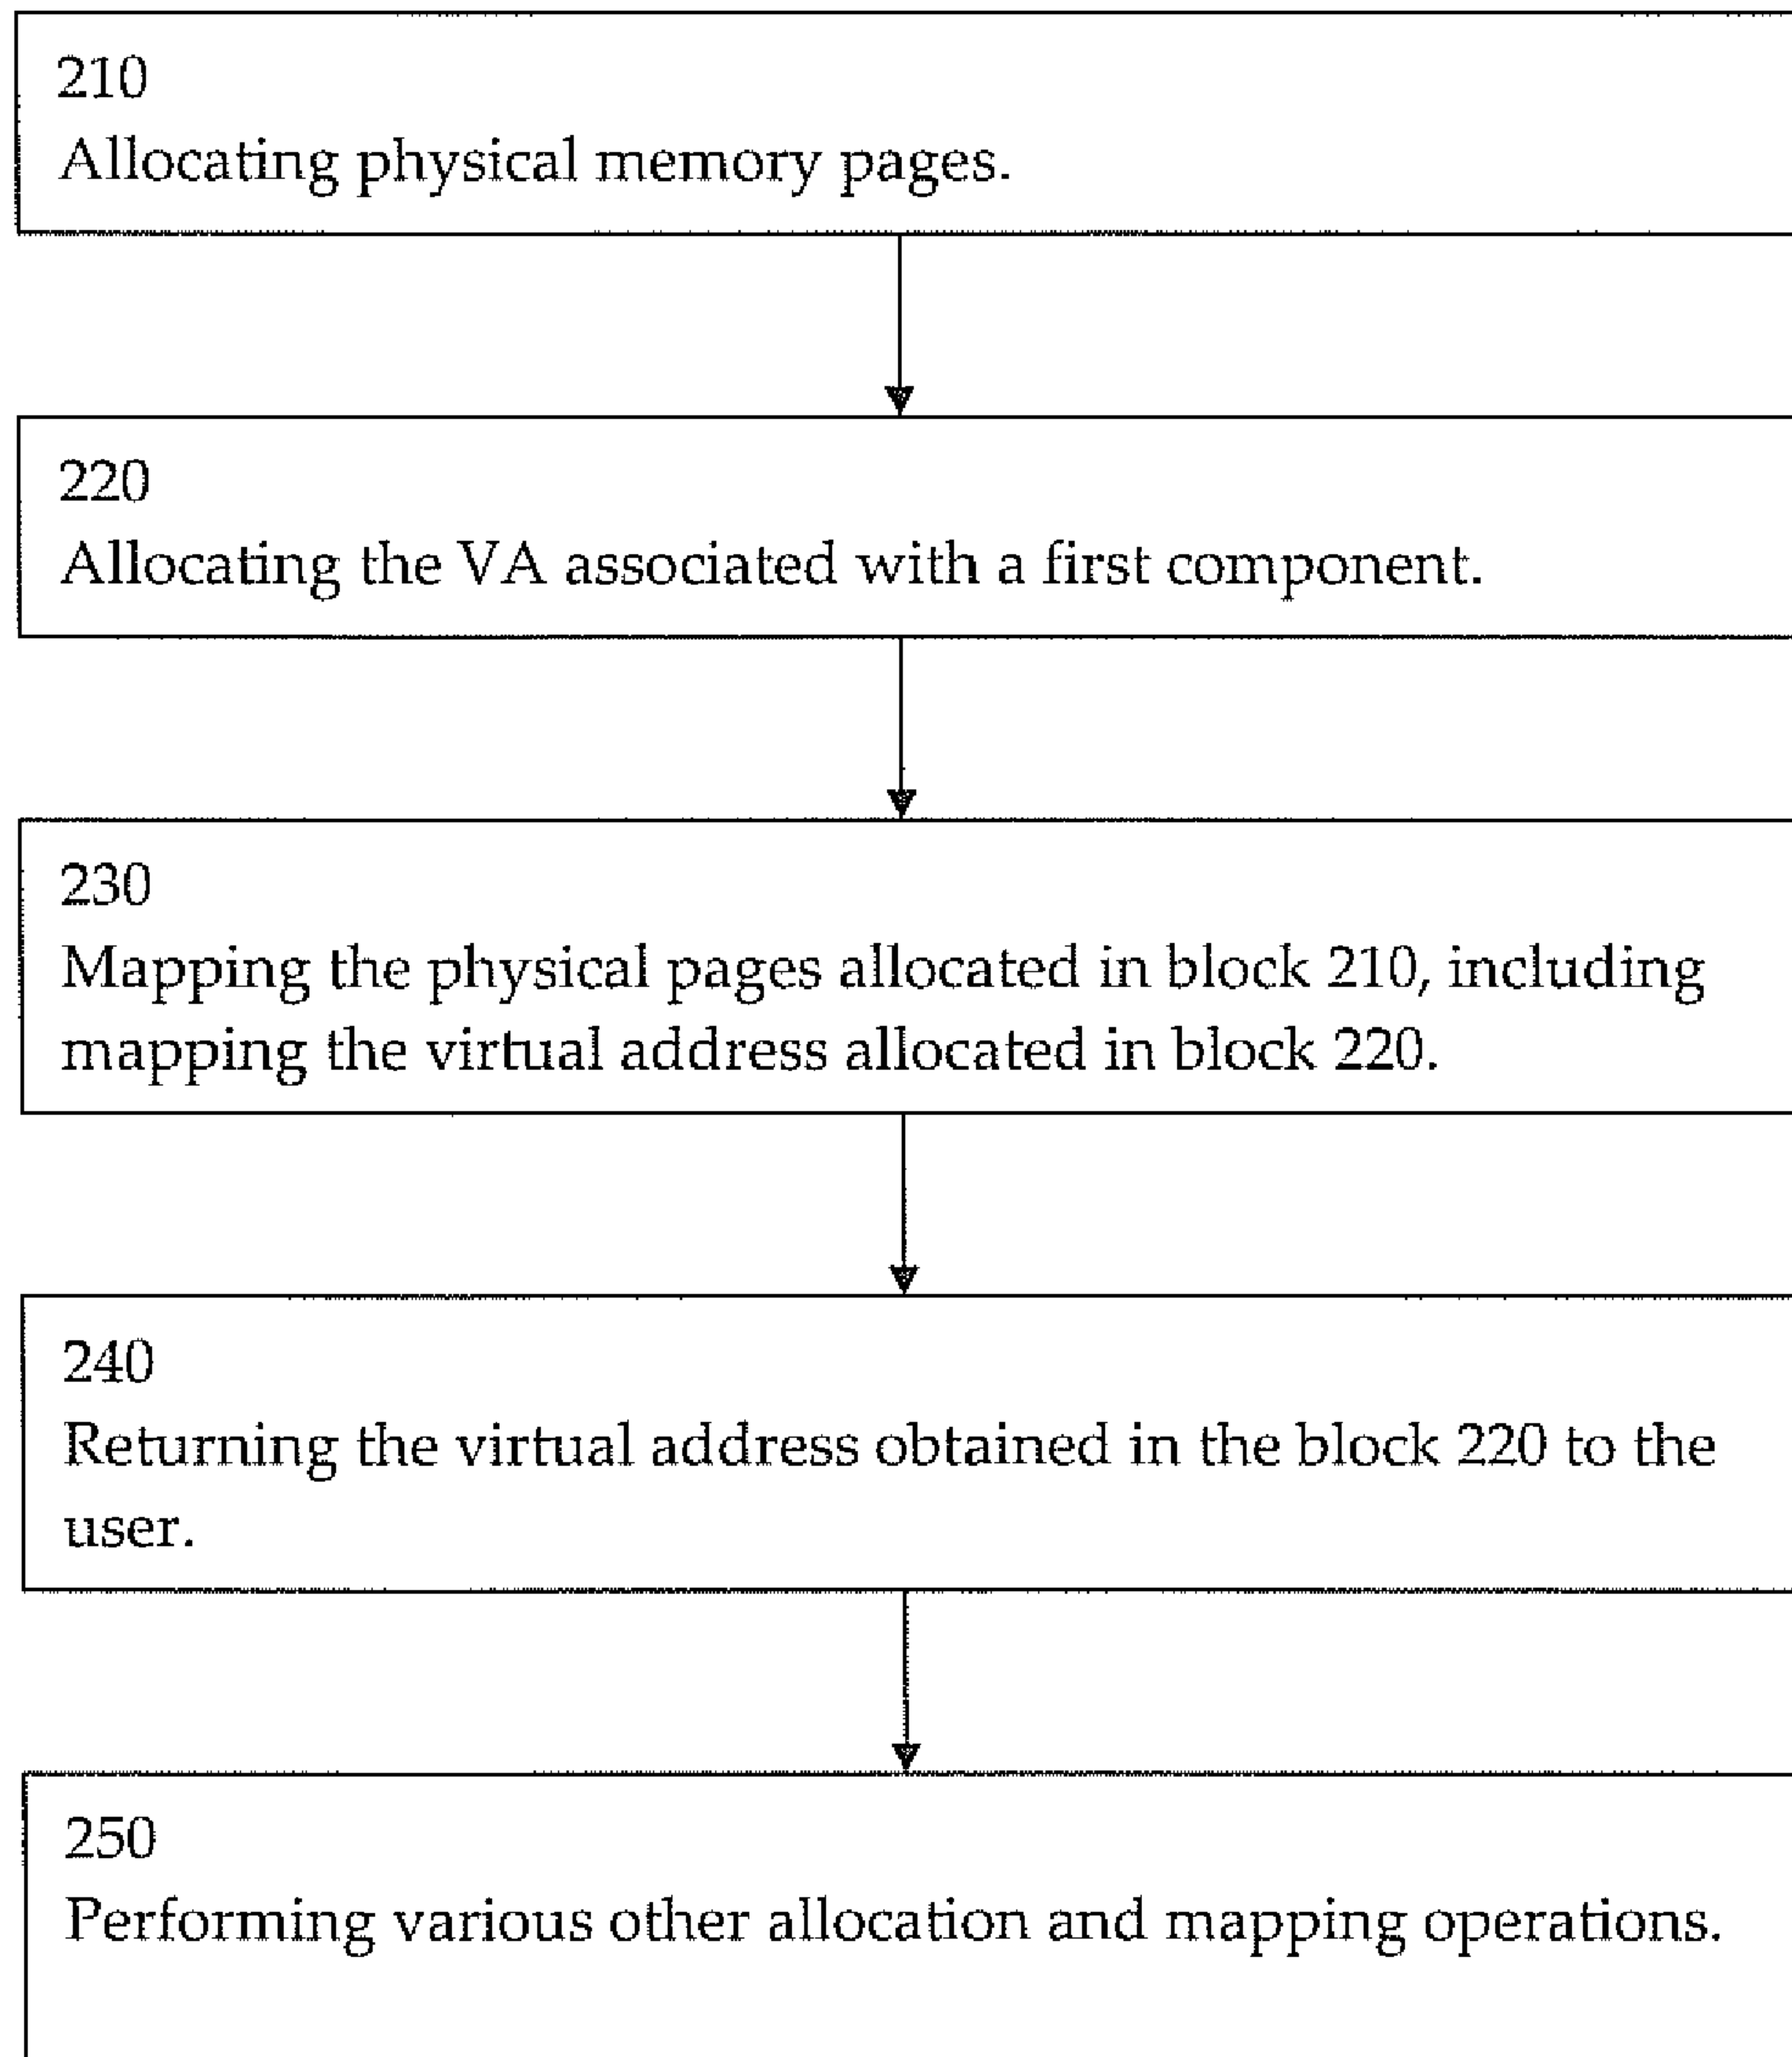 210
Allocating physical memory pages.
220
Allocating the VA associated with a first component.
230
Mapping the physical pages allocated in block 210, including
mapping the virtual address allocated in block 220.
240
Returning the virtual address obtained in the block 220 to the
user.
250
Performing various other allocation and mapping operations.